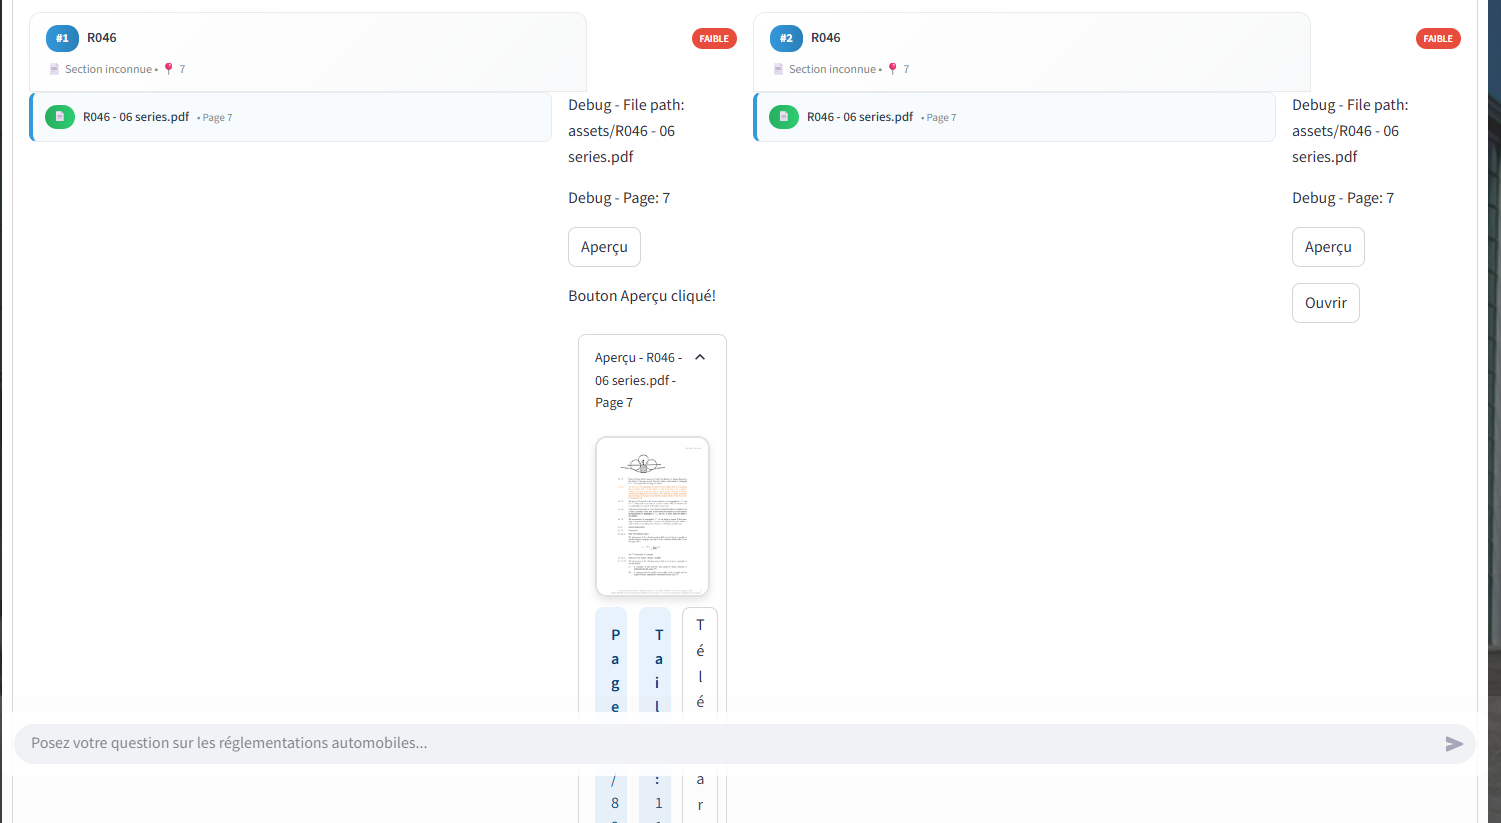 #1 R046
Section inconnue • 7
FAIBLE
R046 - 06 series.pdf • Page 7
Debug - File path:
assets/R046 - 06
series.pdf
Debug - Page: 7
Aperçu
Bouton Aperçu cliqué!
Aperçu - R046 -
06 series.pdf -
Page 7
P
a
g
e
/
8
T
a
i
l
:
1
T
é
l
é
a
r
#2 R046
Section inconnue • 7
FAIBLE
R046 - 06 series.pdf • Page 7
Debug - File path:
assets/R046 - 06
series.pdf
Debug - Page: 7
Aperçu
Ouvrir
Posez votre question sur les réglementations automobiles...